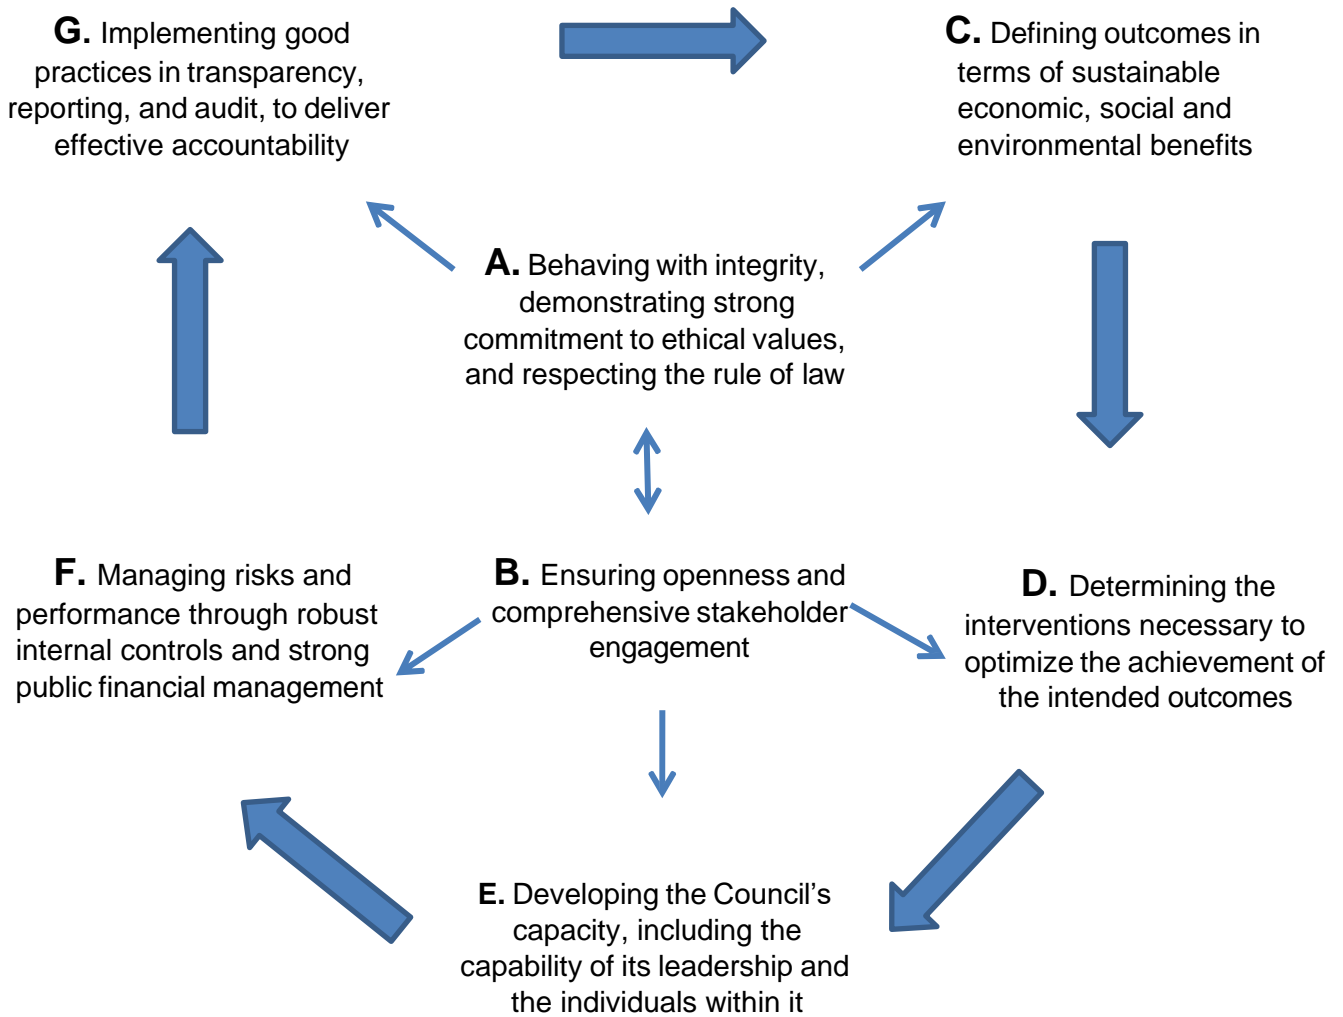 G. Implementing good
practices in transparency,
reporting, and audit, to deliver
effective accountability
C. Defining outcomes in
terms of sustainable
economic, social and
environmental benefits
A. Behaving with integrity,
demonstrating strong
commitment to ethical values,
and respecting the rule of law
F. Managing risks and
performance through robust
internal controls and strong
public financial management
B. Ensuring openness and
comprehensive stakeholder
engagement
D. Determining the
interventions necessary to
optimize the achievement of
the intended outcomes
E. Developing the Council’s
capacity, including the
capability of its leadership and
the individuals within it